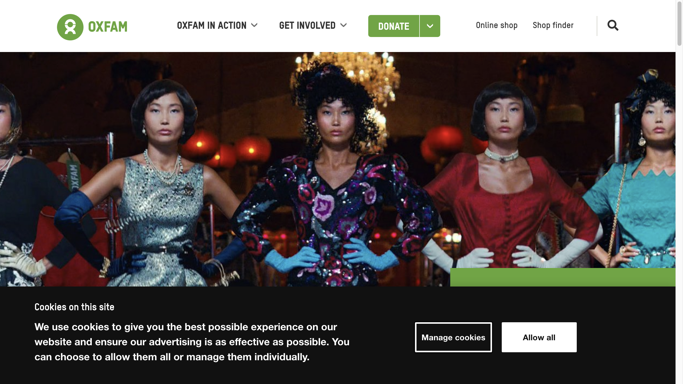 OXFAM
OXFAM IN ACTION
GET INVOLVED
DONATE
Online shop
Shop finder
OXFAM
Cookies on this site
We use cookies to give you the best possible experience on our
website and ensure our advertising is as effective as possible. You
can choose to allow them all or manage them individually.
Manage cookies
Allow all